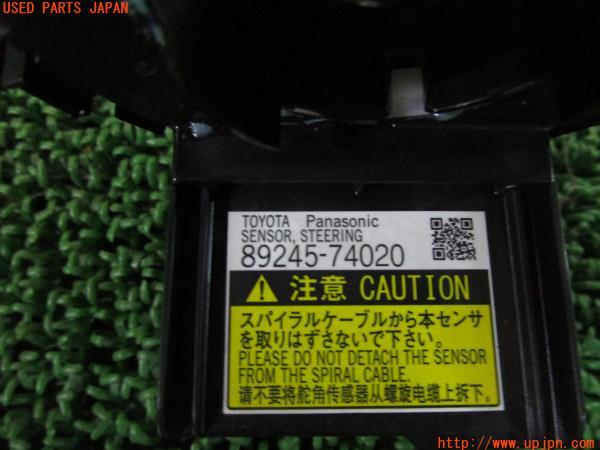 USED PARTS JAPAN
TOYOTA Panasonic
SENSOR, STEERING
89245-74020
注意 CAUTION
スパイラルケーブルから本センサ
を取りはずさないで下さい。
PLEASE DO NOT DETACH THE SENSOR
FROM THE SPIRAL CABLE.
请不要将舵角传感器从螺旋电缆上拆下。
http://www.upjpn.com